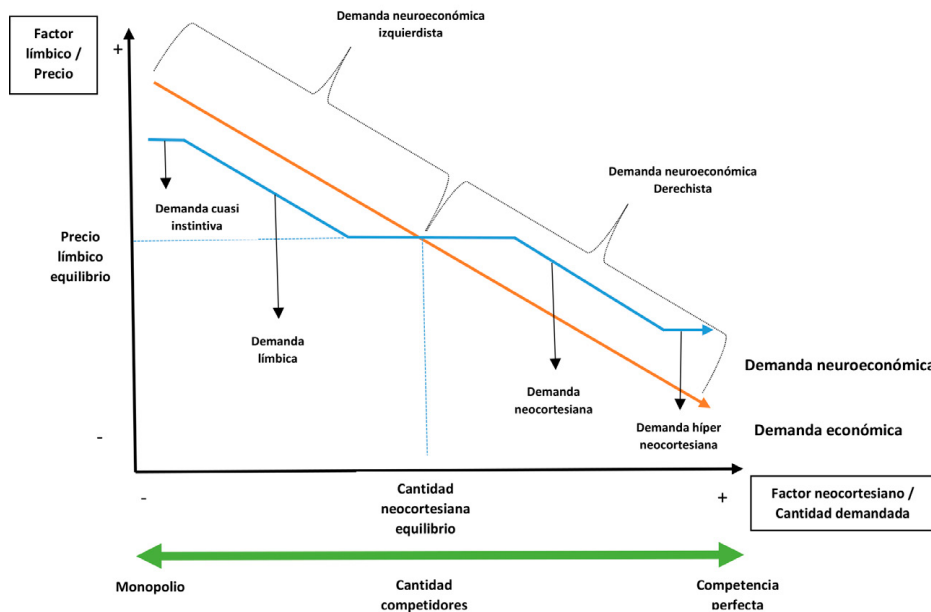 Factor
límbico /
Precio
+
Demanda neuroeconómica
izquierdista
Demanda neuroeconómica
Derechista
Demanda cuasi
instintiva
Precio
límbico
equilibrio
Demanda
límbica
Demanda
neocortesiana
Demanda híper
neocortesiana
Demanda neuroeconómica
Demanda económica
-
-
Cantidad
neocortesiana
equilibrio
+
Factor neocortesiano /
Cantidad demandada
Monopolio
Cantidad
competidores
Competencia
perfecta